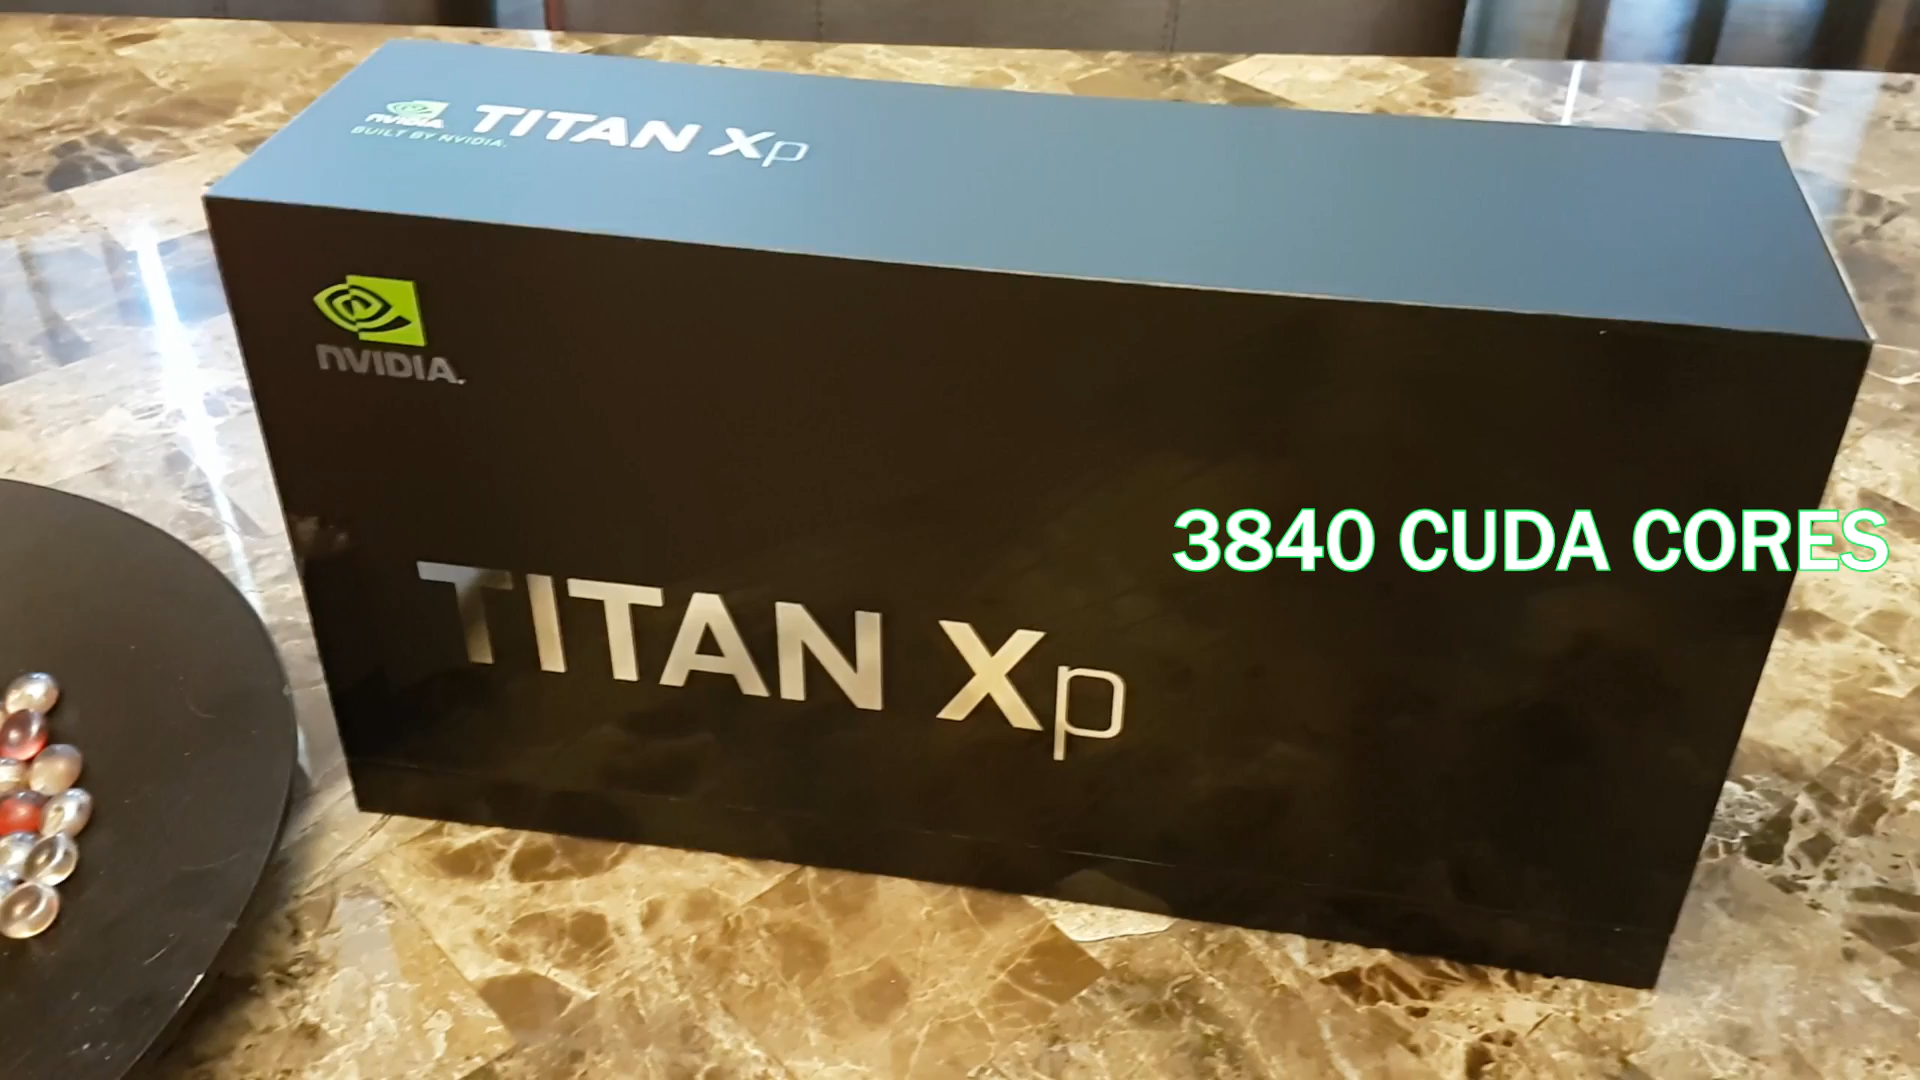 NVIDIA
TITAN Xp
BUILT BY NVIDIA.
NVIDIA.
3840 CUDA CORES
TITAN Xp